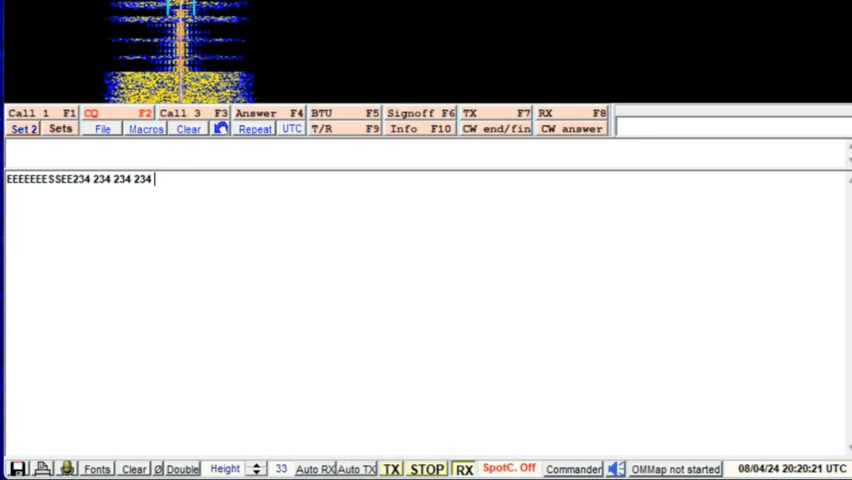 Call 1 F1 CQ F2 Call 3 F3 Answer F4 BTU F5 Signoff F6 TX F7 RX F8
Set 2 Sets File Macros Clear Repeat UTC T/R F9 Info F10 CW end/fin CW answer
EEEEEEESSEE234 234 234 234
Fonts Clear Ø Double Height 33 Auto RX Auto TX TX STOP RX SpotC. Off Commander OMMap not started 08/04/24 20:20:21 UTC